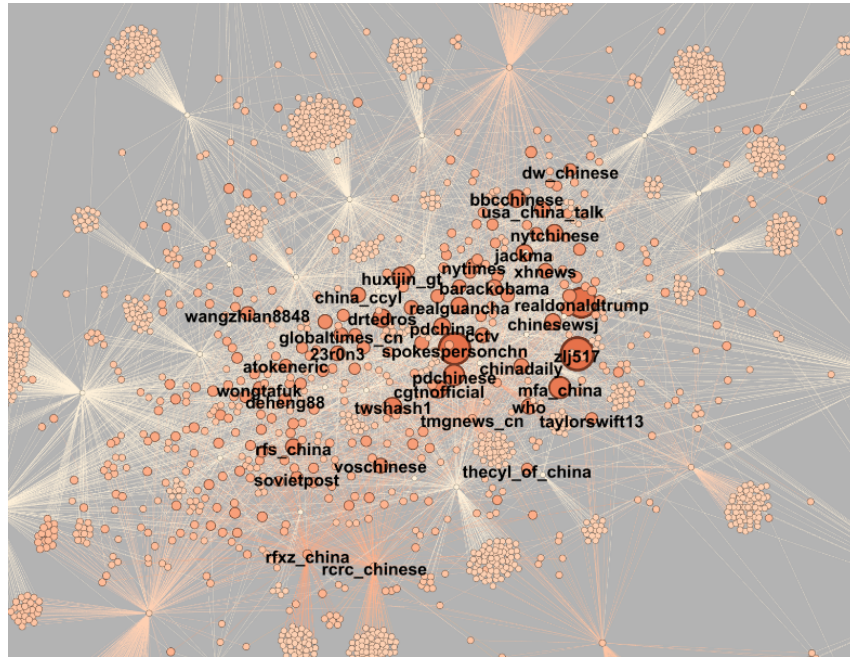 dw_chinese
bbcchinese
usa_china_talk
nytchinese
jackma
nytimes
xhnews
huxijin_gt
barackobama
china_ccyl
realguancha
realdonaldtrump
wangzhian8848
drtedros
pdchina
chinesewsj
globaltimes_cn
cctv
23r0n3
spokespersonchn
zlj517
atokeneric
chinadaily
pdchinese
wongtafuk
cgtnofficial
mfa_china
deheng88
twshash1
who
tmgnews_cn
taylorswift13
rfs_china
voschinese
thecyl_of_china
sovietpost
rfxz_china
rcrc_chinese